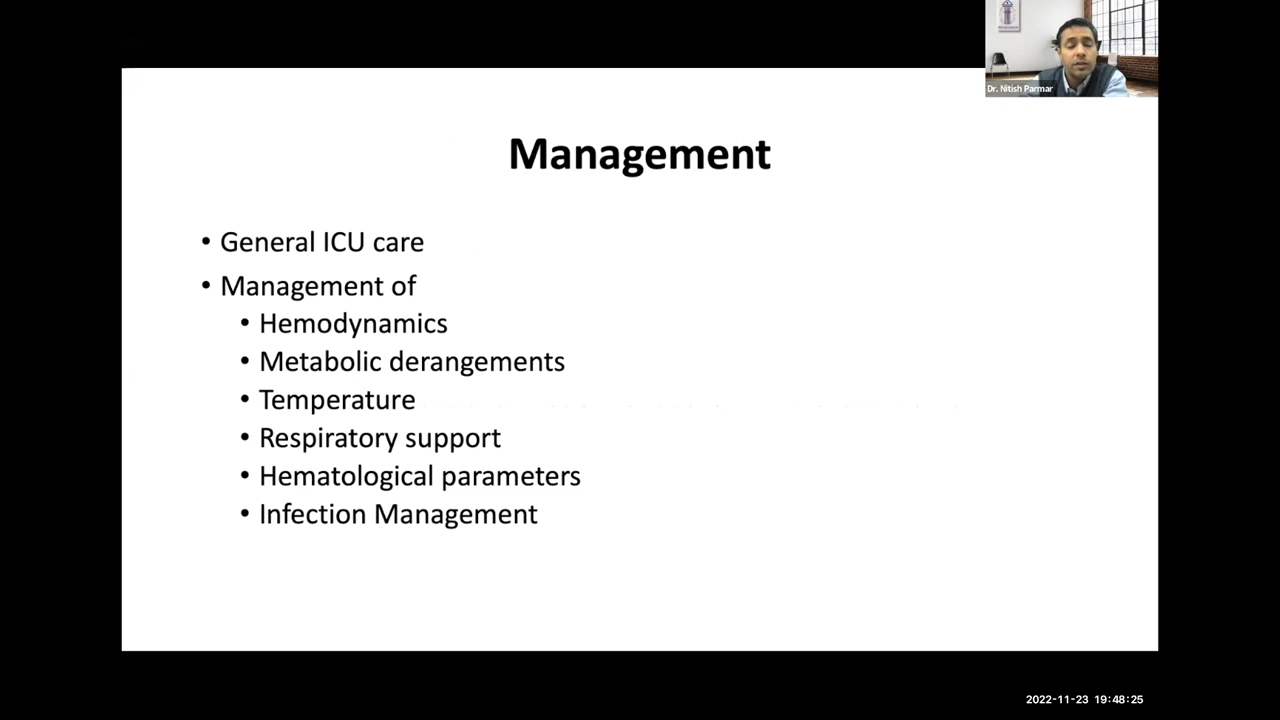 Dr. Nitish Parmar
Management
• General ICU care
• Management of
• Hemodynamics
• Metabolic derangements
• Temperature
• Respiratory support
• Hematological parameters
• Infection Management
2022-11-23 19:48:25